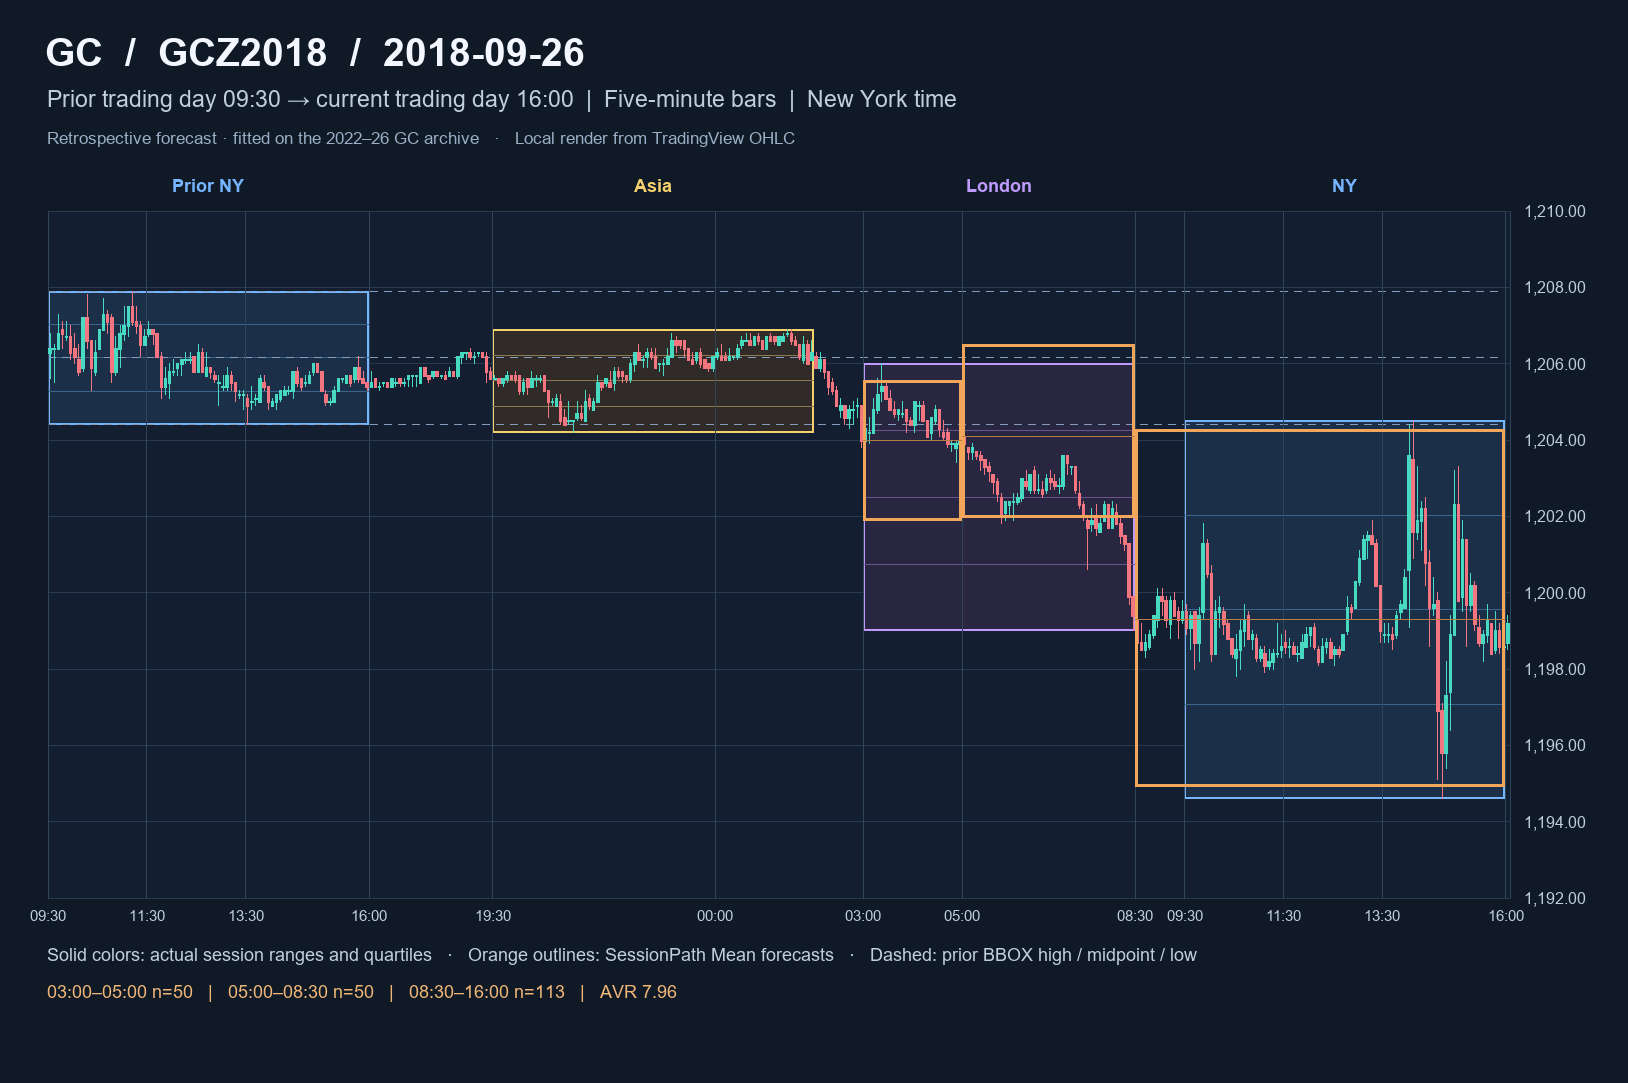 GC / GCZ2018 / 2018-09-26
Prior trading day 09:30 → current trading day 16:00 | Five-minute bars | New York time
Retrospective forecast · fitted on the 2022–26 GC archive · Local render from TradingView OHLC
Prior NY Asia London NY
1,210.00
1,208.00
1,206.00
1,204.00
1,202.00
1,200.00
1,198.00
1,196.00
1,194.00
1,192.00
09:30 11:30 13:30 16:00 19:30 00:00 03:00 05:00 08:30 09:30 11:30 13:30 16:00
Solid colors: actual session ranges and quartiles · Orange outlines: SessionPath Mean forecasts · Dashed: prior BBOX high / midpoint / low
03:00–05:00 n=50 | 05:00–08:30 n=50 | 08:30–16:00 n=113 | AVR 7.96